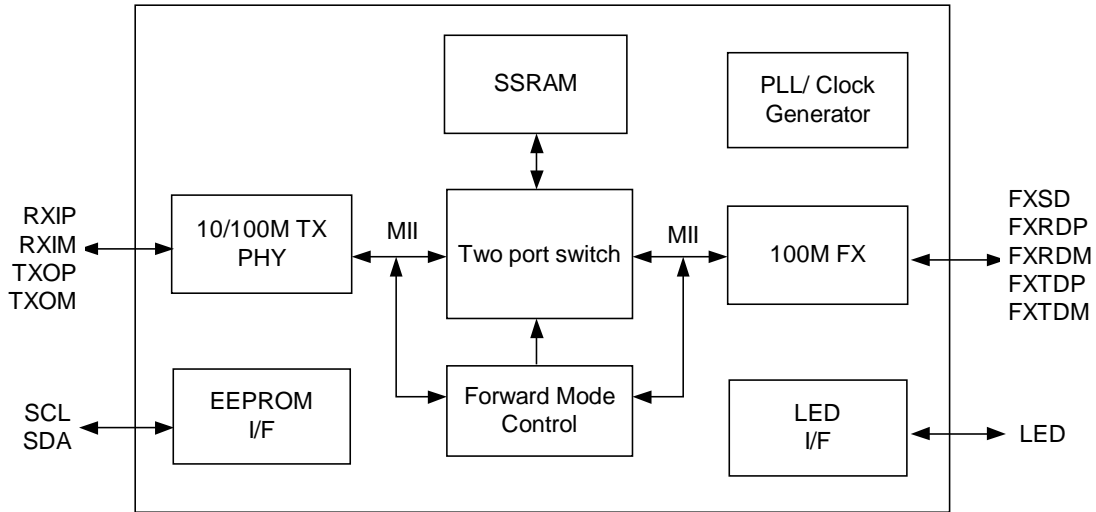 SSRAM
PLL/ Clock
Generator
RXIP
RXIM
TXOP
TXOM
10/100M TX
PHY
MII
Two port switch
MII
100M FX
FXSD
FXRDP
FXRDM
FXTDP
FXTDM
SCL
SDA
EEPROM
I/F
Forward Mode
Control
LED
I/F
LED